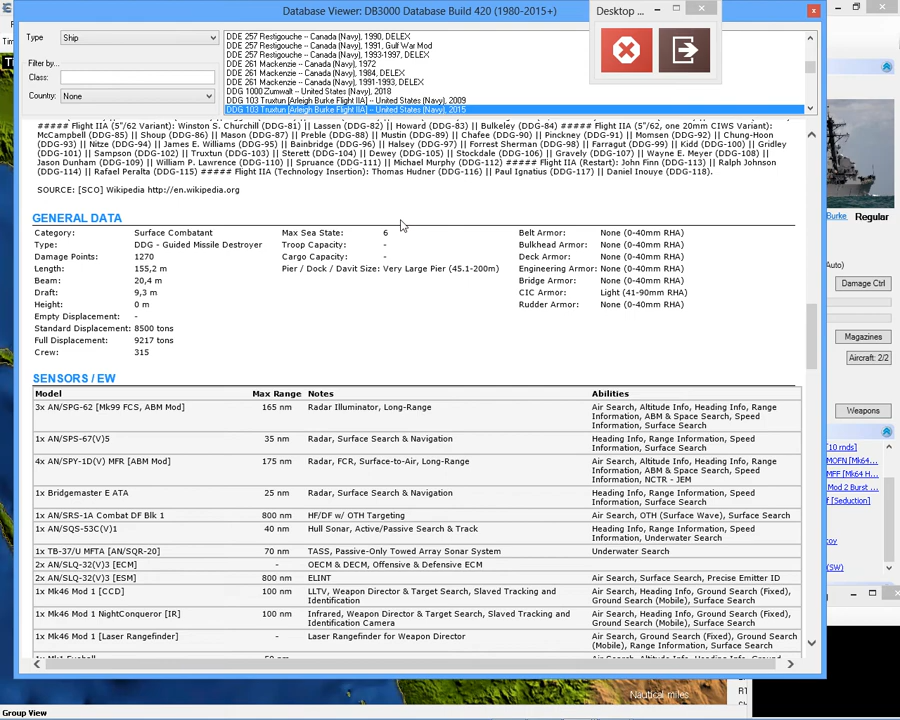 Database Viewer: DB3000 Database Build 420 (1980-2015+)
x
Desktop ...
Type
Ship
Filter by...
Class:
Country:
None
DDE 257 Restigouche -- Canada (Navy), 1990, DELEX
DDE 257 Restigouche -- Canada (Navy), 1991, Gulf War Mod
DDE 257 Restigouche -- Canada (Navy), 1993-1997, DELEX
DDE 261 Mackenzie -- Canada (Navy), 1972
DDE 261 Mackenzie -- Canada (Navy), 1984, DELEX
DDE 261 Mackenzie -- Canada (Navy), 1991-1993, DELEX
DDG 1000 Zumwalt -- United States (Navy), 2018
DDG 103 Truxtun [Arleigh Burke Flight IIA] -- United States (Navy), 2009
DDG 103 Truxtun [Arleigh Burke Flight IIA] -- United States (Navy), 2015
##### Flight IIA (5"/62 Variant): Winston S. Churchill (DDG-81) || Lassen (DDG-82) || Howard (DDG-83) || Bulkeley (DDG-84) ##### Flight IIA (5"/62, one 20mm CIWS Variant):
McCampbell (DDG-85) || Shoup (DDG-86) || Mason (DDG-87) || Preble (DDG-88) || Mustin (DDG-89) || Chafee (DDG-90) || Pinckney (DDG-91) || Momsen (DDG-92) || Chung-Hoon
(DDG-93) || Nitze (DDG-94) || James E. Williams (DDG-95) || Bainbridge (DDG-96) || Halsey (DDG-97) || Forrest Sherman (DDG-98) || Farragut (DDG-99) || Kidd (DDG-100) || Gridley
(DDG-101) || Sampson (DDG-102) || Truxtun (DDG-103) || Sterett (DDG-104) || Dewey (DDG-105) || Stockdale (DDG-106) || Gravely (DDG-107) || Wayne E. Meyer (DDG-108) ||
Jason Dunham (DDG-109) || William P. Lawrence (DDG-110) || Spruance (DDG-111) || Michael Murphy (DDG-112) ##### Flight IIA (Restart): John Finn (DDG-113) || Ralph Johnson
(DDG-114) || Rafael Peralta (DDG-115) ##### Flight IIA (Technology Insertion): Thomas Hudner (DDG-116) || Paul Ignatius (DDG-117) || Daniel Inouye (DDG-118).
SOURCE: [SCO] Wikipedia http://en.wikipedia.org
GENERAL DATA
Category: Surface Combatant Max Sea State: 6 Belt Armor: None (0-40mm RHA)
Type: DDG - Guided Missile Destroyer Troop Capacity: - Bulkhead Armor: None (0-40mm RHA)
Damage Points: 1270 Cargo Capacity: - Deck Armor: None (0-40mm RHA)
Length: 155,2 m Pier / Dock / Davit Size: Very Large Pier (45.1-200m) Engineering Armor: None (0-40mm RHA)
Beam: 20,4 m Bridge Armor: None (0-40mm RHA)
Draft: 9,3 m CIC Armor: Light (41-90mm RHA)
Height: 0 m Rudder Armor: None (0-40mm RHA)
Empty Displacement: -
Standard Displacement: 8500 tons
Full Displacement: 9217 tons
Crew: 315
SENSORS / EW
Model Max Range Notes Abilities
3x AN/SPG-62 [Mk99 FCS, ABM Mod] 165 nm Radar Illuminator, Long-Range Air Search, Altitude Info, Heading Info, Range
Information, ABM & Space Search, Speed
Information, Surface Search
1x AN/SPS-67(V)5 35 nm Radar, Surface Search & Navigation Heading Info, Range Information, Speed
Information, Surface Search
4x AN/SPY-1D(V) MFR [ABM Mod] 175 nm Radar, FCR, Surface-to-Air, Long-Range Air Search, Altitude Info, Heading Info, Range
Information, ABM & Space Search, Speed
Information, NCTR - JEM
1x Bridgemaster E ATA 25 nm Radar, Surface Search & Navigation Heading Info, Range Information, Speed
Information, Surface Search
1x AN/SRS-1A Combat DF Blk 1 800 nm HF/DF w/ OTH Targeting Air Search, OTH (Surface Wave), Surface Search
1x AN/SQS-53C(V)1 40 nm Hull Sonar, Active/Passive Search & Track Heading Info, Range Information, Speed
Information, Underwater Search
1x TB-37/U MFTA [AN/SQR-20] 70 nm TASS, Passive-Only Towed Array Sonar System Underwater Search
2x AN/SLQ-32(V)3 [ECM] - OECM & DECM, Offensive & Defensive ECM
2x AN/SLQ-32(V)3 [ESM] 800 nm ELINT Air Search, Surface Search, Precise Emitter ID
1x Mk46 Mod 1 [CCD] 100 nm LLTV, Weapon Director & Target Search, Slaved Tracking and
Identification Air Search, Heading Info, Ground Search (Fixed),
Ground Search (Mobile), Surface Search
1x Mk46 Mod 1 NightConqueror [IR] 100 nm Infrared, Weapon Director & Target Search, Slaved Tracking and
Identification Camera Air Search, Heading Info, Ground Search (Fixed),
Ground Search (Mobile), Surface Search
1x Mk46 Mod 1 [Laser Rangefinder] - Laser Rangefinder for Weapon Director Air Search, Ground Search (Fixed), Ground Search
(Mobile), Range Information, Surface Search
Burke Regular
Auto)
Damage Ctrl
Magazines
Aircraft: 2/2
Weapons
[10 rnds]
MOFN [Mk64...
MFF [Mk64 H...
Mod 2 Burst ...
f [Seduction]
(SW)
Nautical miles
Group View